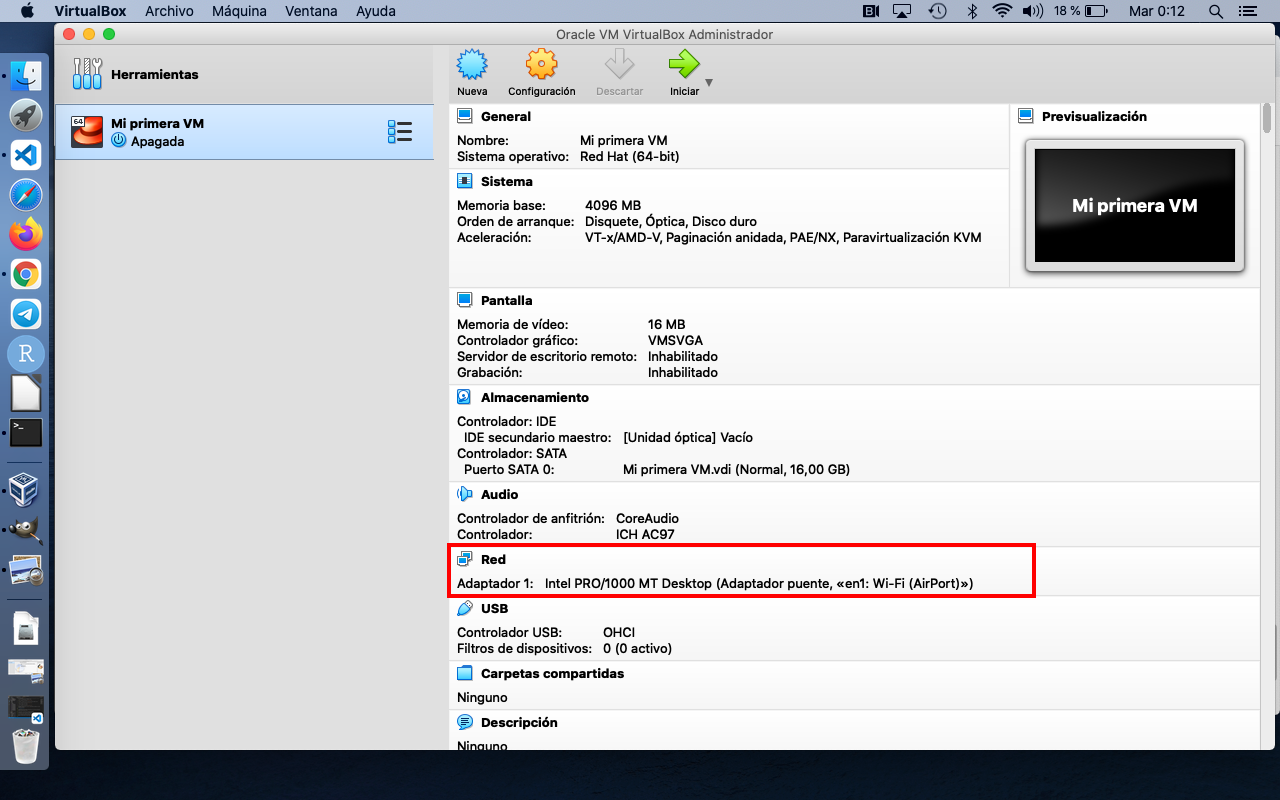 VirtualBox Archivo Máquina Ventana Ayuda 18 % Mar 0:12
Oracle VM VirtualBox Administrador
Herramientas
Nueva Configuración Descartar Iniciar
64
Mi primera VM
Apagada
General
Nombre: Mi primera VM
Sistema operativo: Red Hat (64-bit)
Sistema
Memoria base: 4096 MB
Orden de arranque: Disquete, Óptica, Disco duro
Aceleración: VT-x/AMD-V, Paginación anidada, PAE/NX, Paravirtualización KVM
Previsualización
Mi primera VM
Pantalla
Memoria de vídeo: 16 MB
Controlador gráfico: VMSVGA
Servidor de escritorio remoto: Inhabilitado
Grabación: Inhabilitado
Almacenamiento
Controlador: IDE
IDE secundario maestro: [Unidad óptica] Vacío
Controlador: SATA
Puerto SATA 0: Mi primera VM.vdi (Normal, 16,00 GB)
Audio
Controlador de anfitrión: CoreAudio
Controlador: ICH AC97
Red
Adaptador 1: Intel PRO/1000 MT Desktop (Adaptador puente, «en1: Wi-Fi (AirPort)»)
USB
Controlador USB: OHCI
Filtros de dispositivos: 0 (0 activo)
Carpetas compartidas
Ninguno
Descripción
Ninguno
R
>_